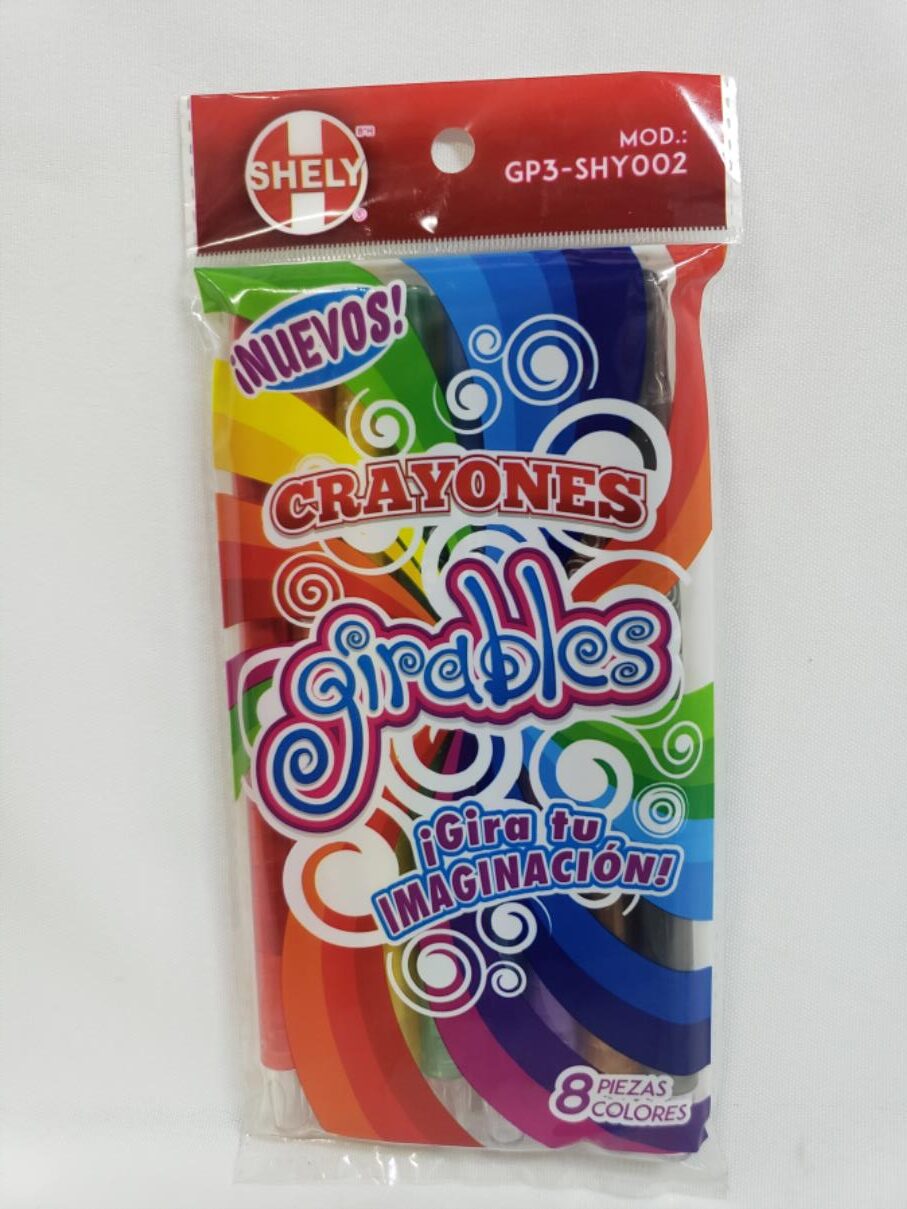 SHELY
MOD.:
GP3-SHY002
¡NUEVOS!
CRAYONES
girables
¡Gira tu
IMAGINACIÓN!
8 PIEZAS
COLORES